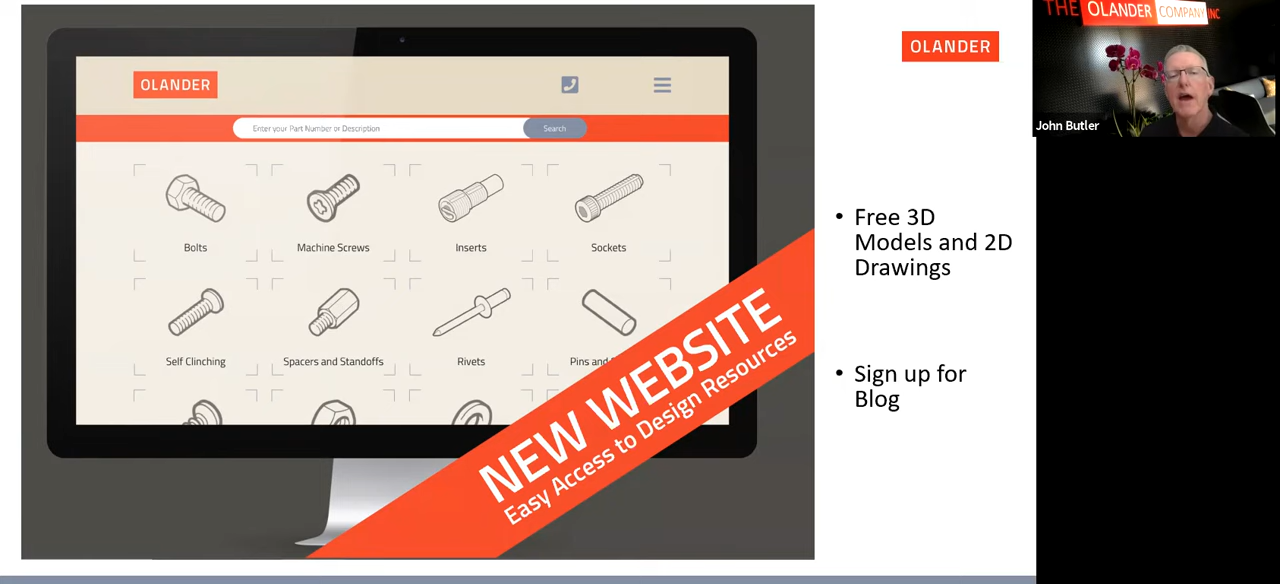 OLANDER
Enter your Part Number or Description
Search
Bolts
Machine Screws
Inserts
Sockets
Self Clinching
Spacers and Standoffs
Rivets
Pins and
NEW WEBSITE
Easy Access to Design Resources
OLANDER
• Free 3D
Models and 2D
Drawings
• Sign up for
Blog
THE OLANDER COMPANY INC
John Butler